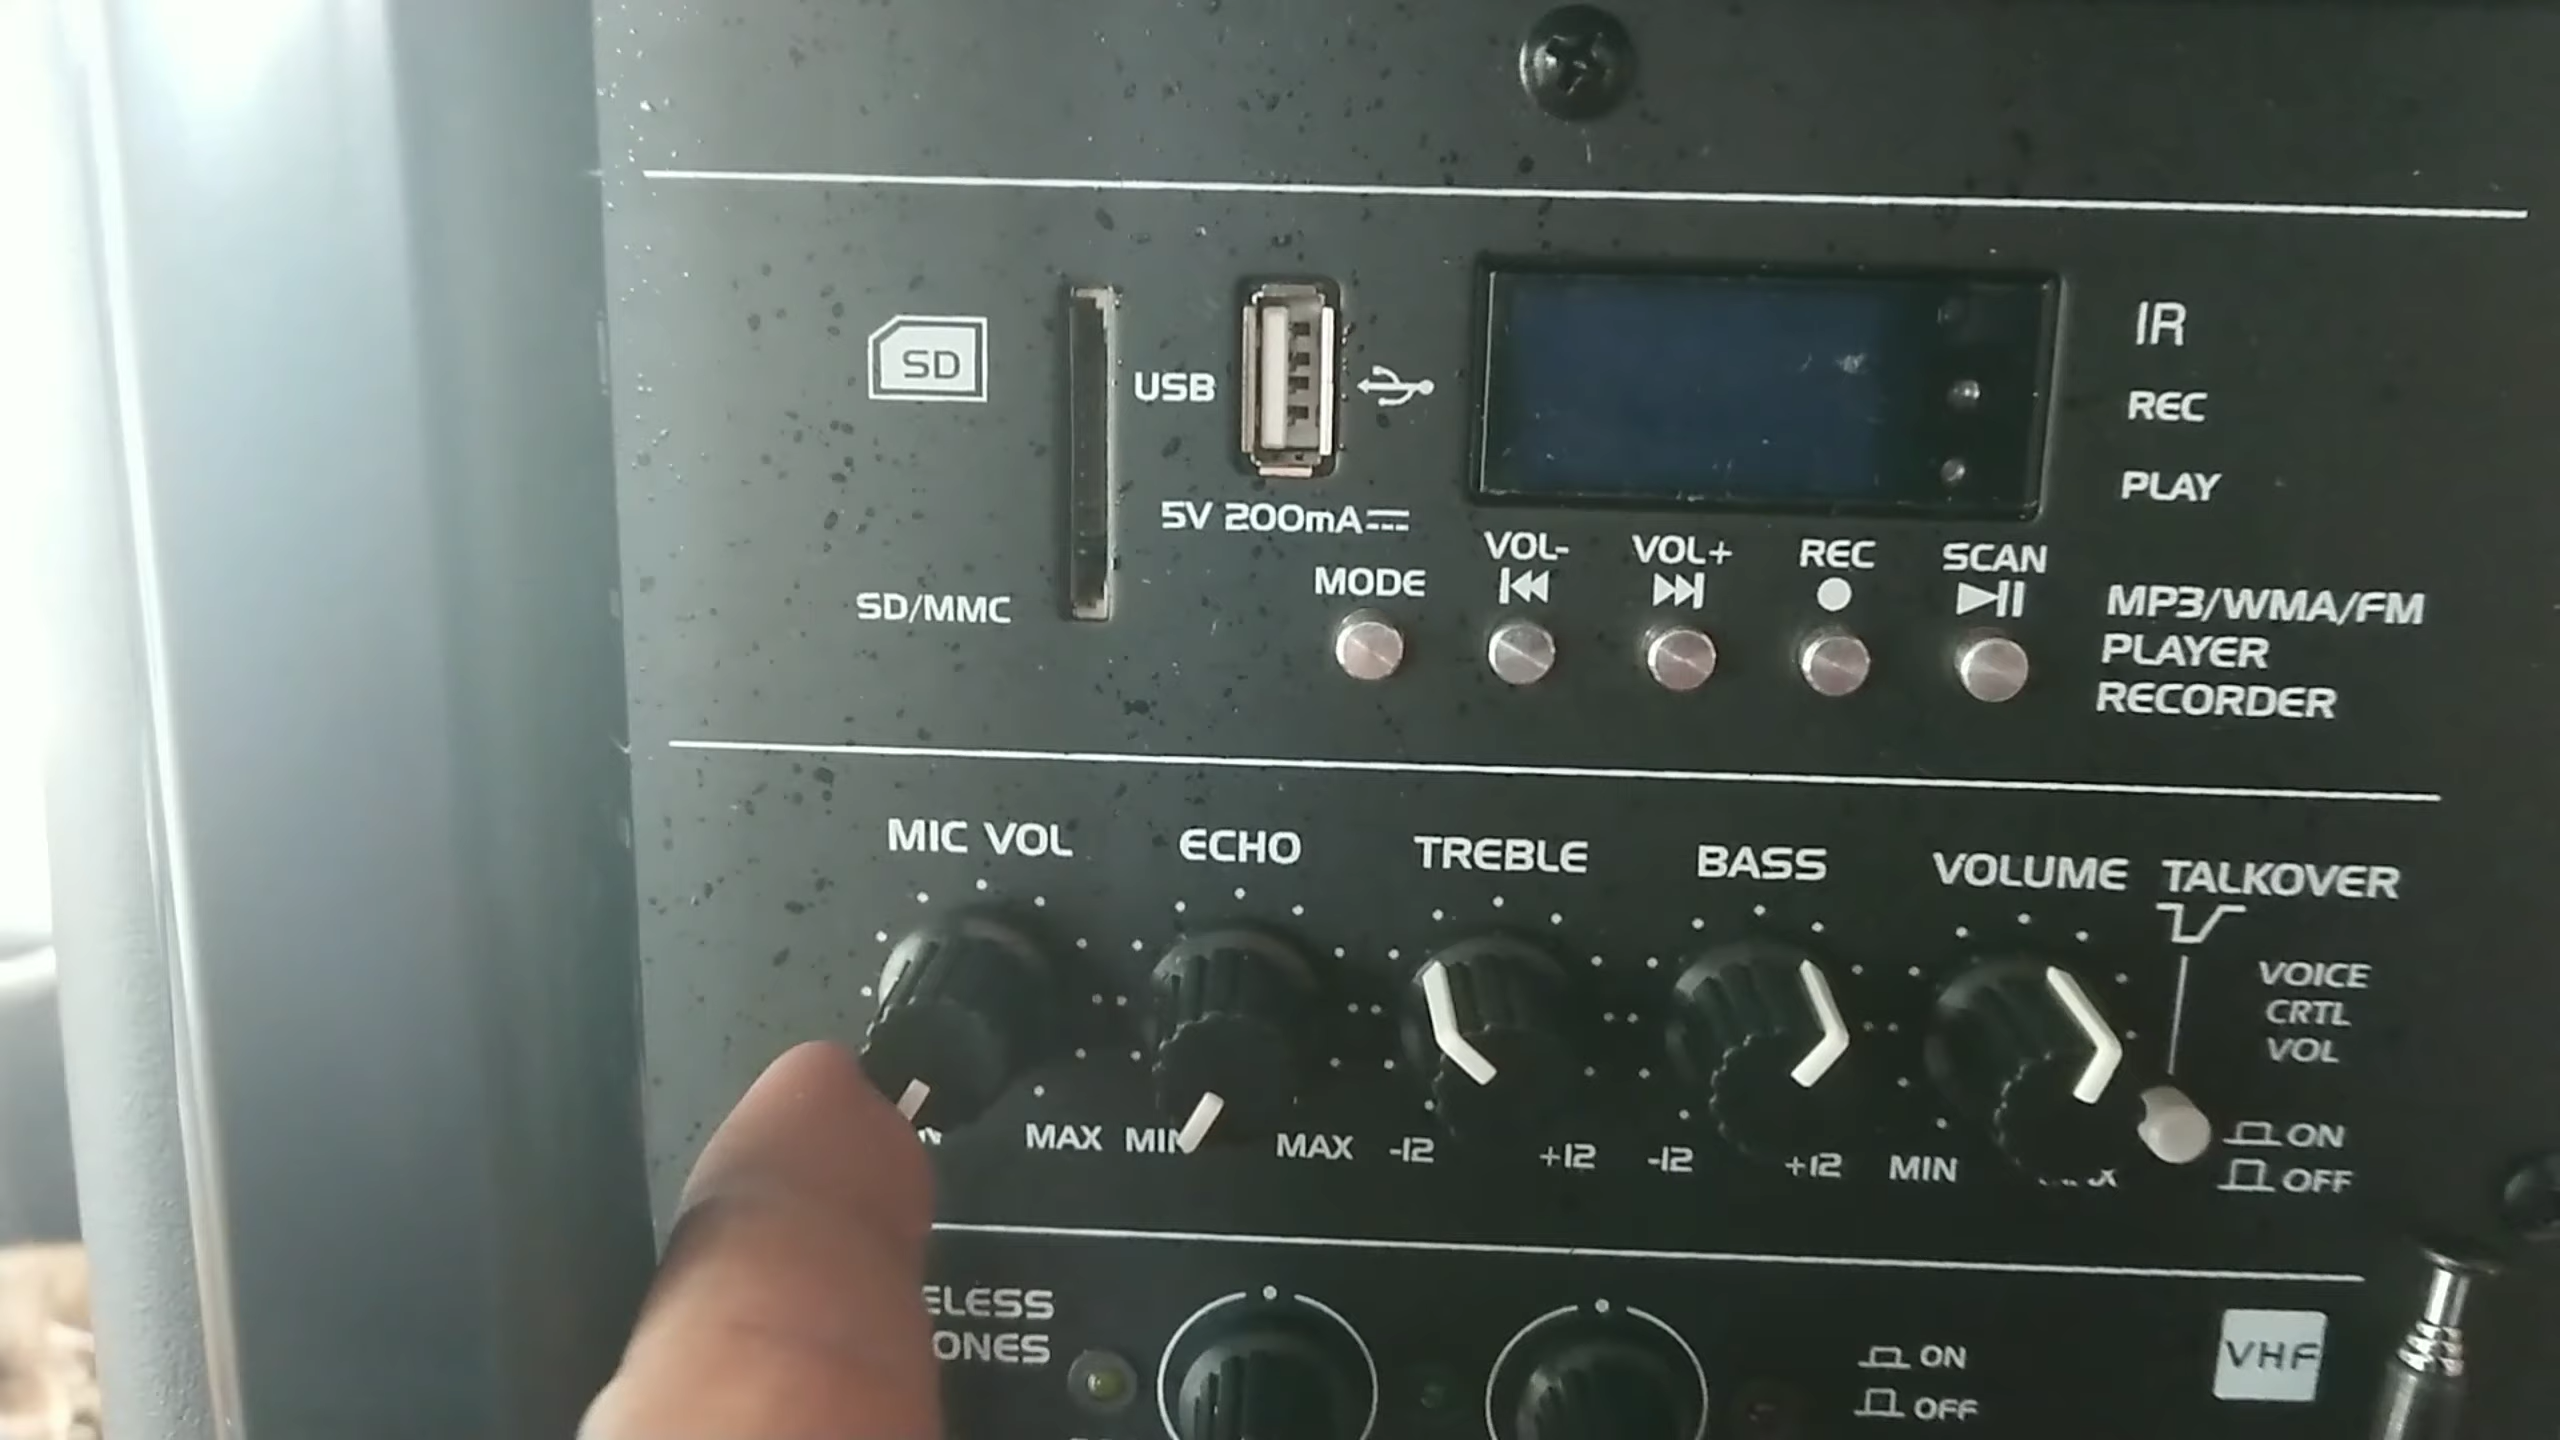 IR
SD
USB
REC
PLAY
5V 200mA
VOL- VOL+ REC SCAN
MODE
SD/MMC
MP3/WMA/FM
PLAYER
RECORDER
MIC VOL ECHO TREBLE BASS VOLUME TALKOVER
VOICE
CRTL
VOL
MAX MIN MAX -12 +12 -12 +12 MIN
ON
OFF
ELESS
ONES
ON
OFF
VHF